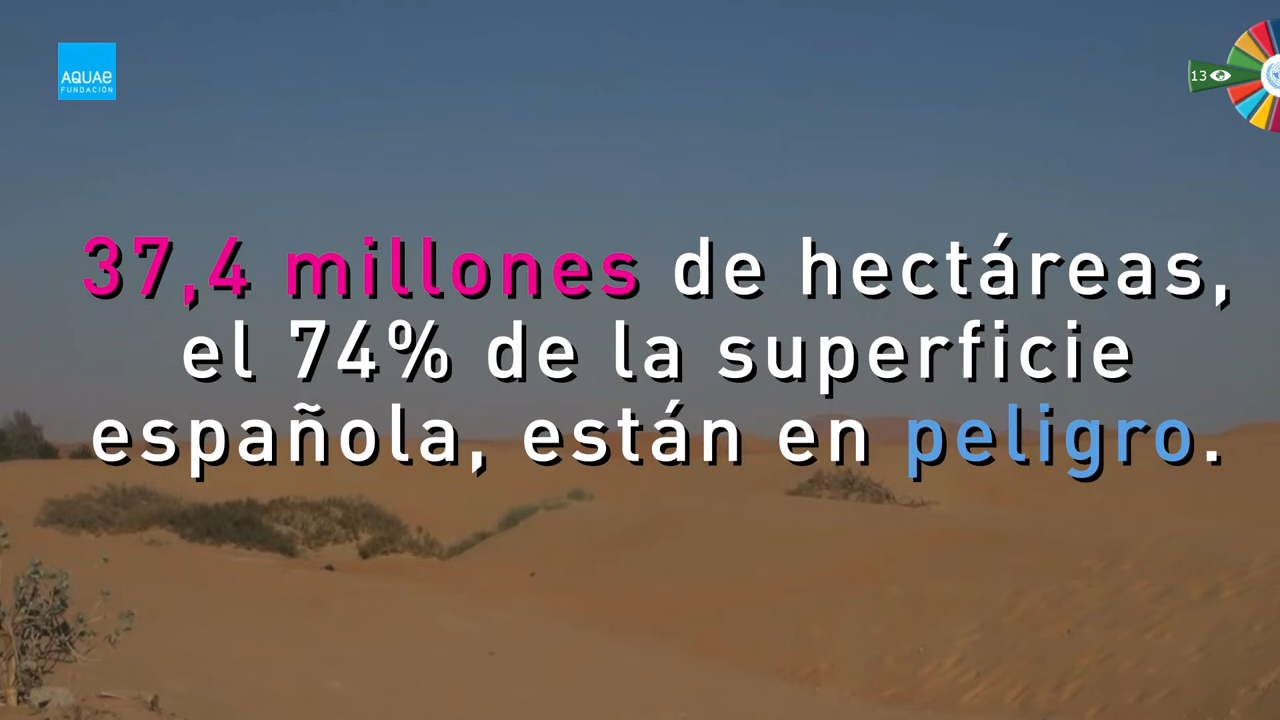 AQUAE
FUNDACIÓN
13
37,4 millones de hectáreas,
el 74% de la superficie
española, están en peligro.